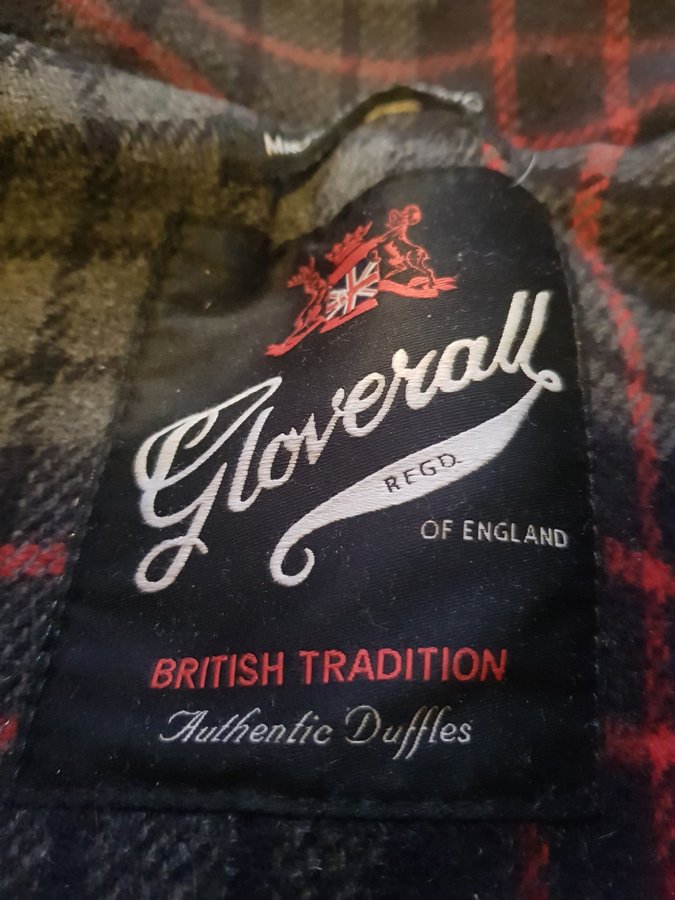 Gloverall
REGD.
OF ENGLAND
BRITISH TRADITION
Authentic Duffles